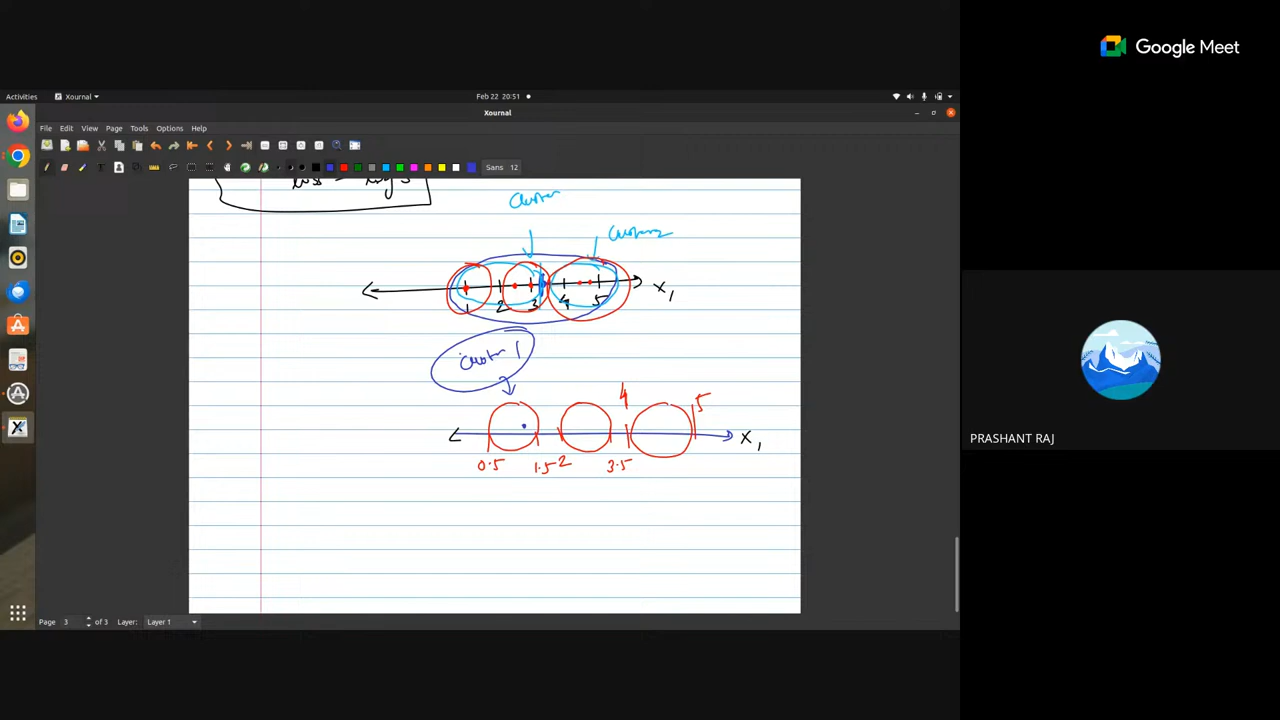 Google Meet
Activities
Xournal
Feb 22 20:51
Xournal
File Edit View Page Tools Options Help
Sans 12
Cluster
Cluster2
1 2 3 4 5
x1
Cluster 1
4 5
x1
0.5 1.5 2 3.5
PRASHANT RAJ
Page 3 of 3 Layer: Layer 1